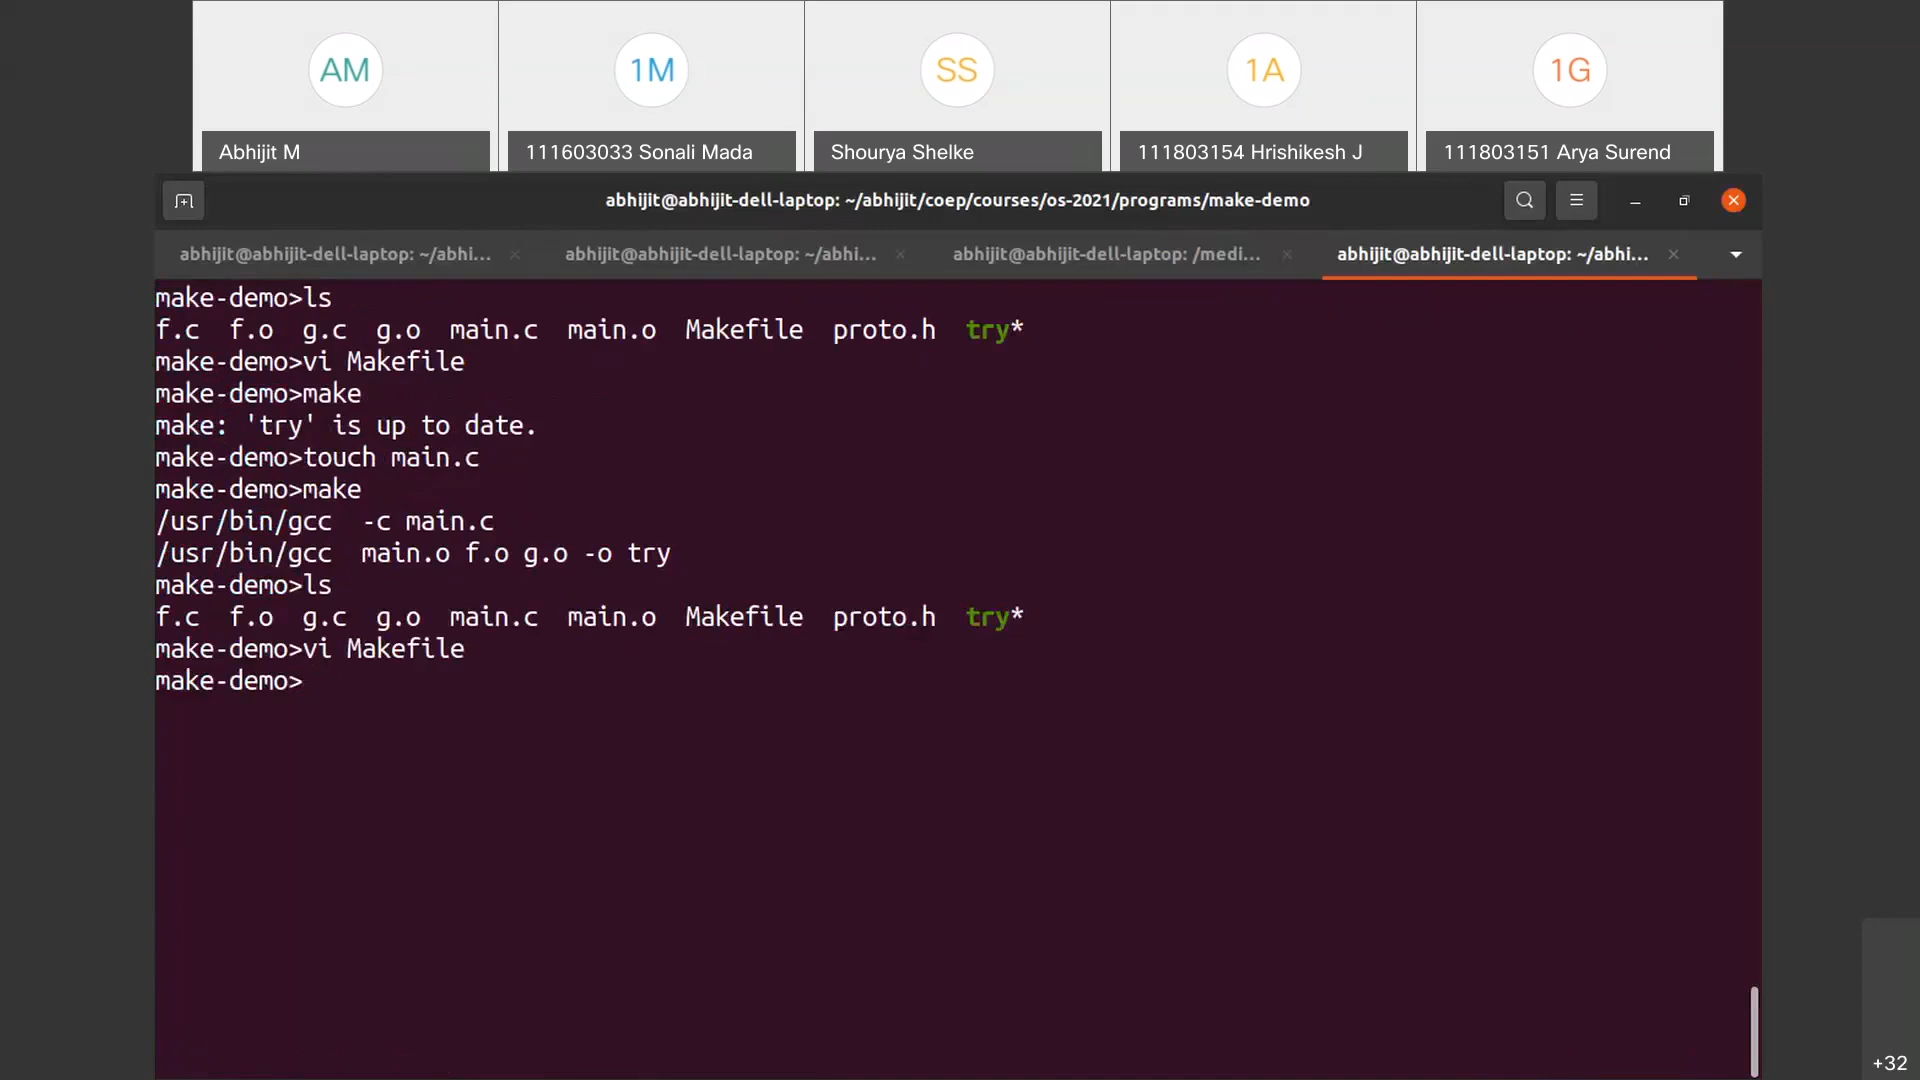 AM 1M SS 1A 1G
Abhijit M 111603033 Sonali Mada Shourya Shelke 111803154 Hrishikesh J 111803151 Arya Surend
abhijit@abhijit-dell-laptop: ~/abhijit/coep/courses/os-2021/programs/make-demo
abhijit@abhijit-dell-laptop: ~/abhi... abhijit@abhijit-dell-laptop: ~/abhi... abhijit@abhijit-dell-laptop: /medi... abhijit@abhijit-dell-laptop: ~/abhi...
make-demo>ls
f.c  f.o  g.c  g.o  main.c  main.o  Makefile  proto.h  try*
make-demo>vi Makefile
make-demo>make
make: 'try' is up to date.
make-demo>touch main.c
make-demo>make
/usr/bin/gcc  -c main.c
/usr/bin/gcc  main.o f.o g.o -o try
make-demo>ls
f.c  f.o  g.c  g.o  main.c  main.o  Makefile  proto.h  try*
make-demo>vi Makefile
make-demo>
+32